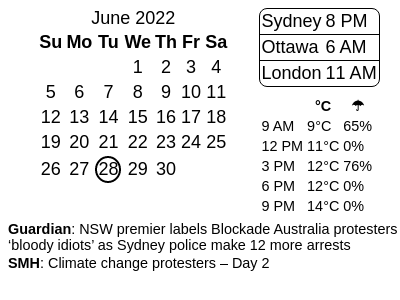 June 2022
Su Mo Tu We Th Fr Sa
1 2 3 4
5 6 7 8 9 10 11
12 13 14 15 16 17 18
19 20 21 22 23 24 25
26 27 28 29 30
Sydney 8 PM
Ottawa 6 AM
London 11 AM
°C ☂
9 AM 9°C 65%
12 PM 11°C 0%
3 PM 12°C 76%
6 PM 12°C 0%
9 PM 14°C 0%
Guardian: NSW premier labels Blockade Australia protesters
‘bloody idiots’ as Sydney police make 12 more arrests
SMH: Climate change protesters – Day 2